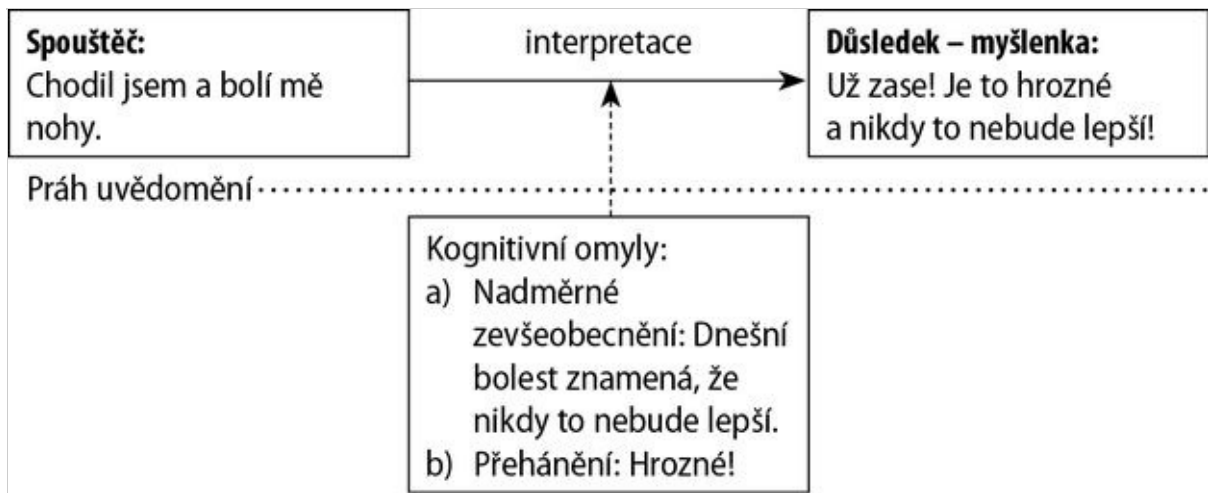 Spouštěč:
Chodil jsem a bolí mě
nohy.
interpretace
Důsledek – myšlenka:
Už zase! Je to hrozné
a nikdy to nebude lepší!
Práh uvědomění
Kognitivní omyly:
a) Nadměrné
zevšeobecnění: Dnešní
bolest znamená, že
nikdy to nebude lepší.
b) Přehánění: Hrozné!